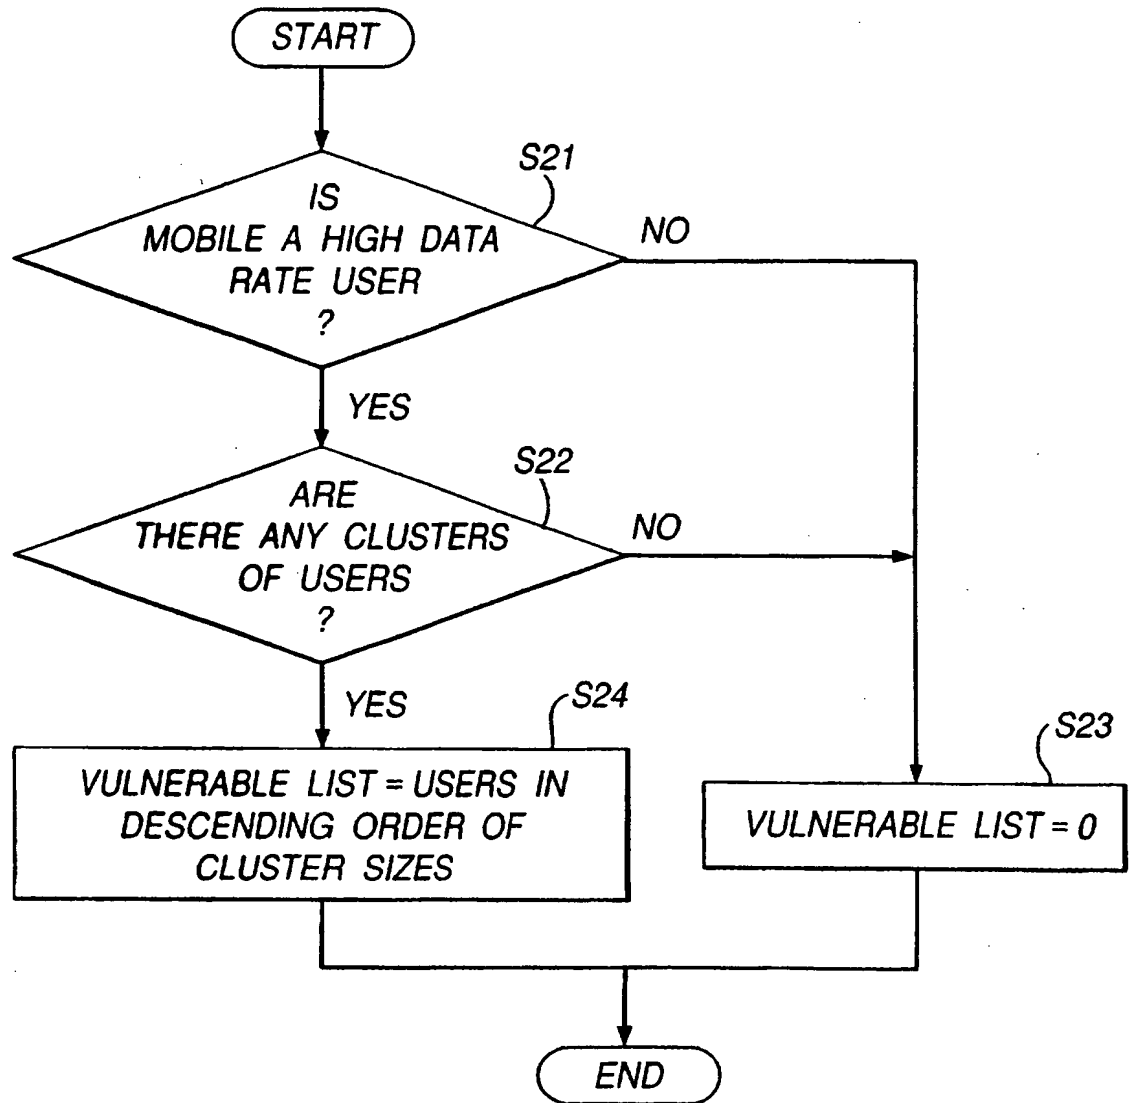 START
S21
IS
MOBILE A HIGH DATA
RATE USER
?
NO
YES
S22
ARE
THERE ANY CLUSTERS
OF USERS
?
NO
YES
S24
VULNERABLE LIST = USERS IN
DESCENDING ORDER OF
CLUSTER SIZES
S23
VULNERABLE LIST = 0
END